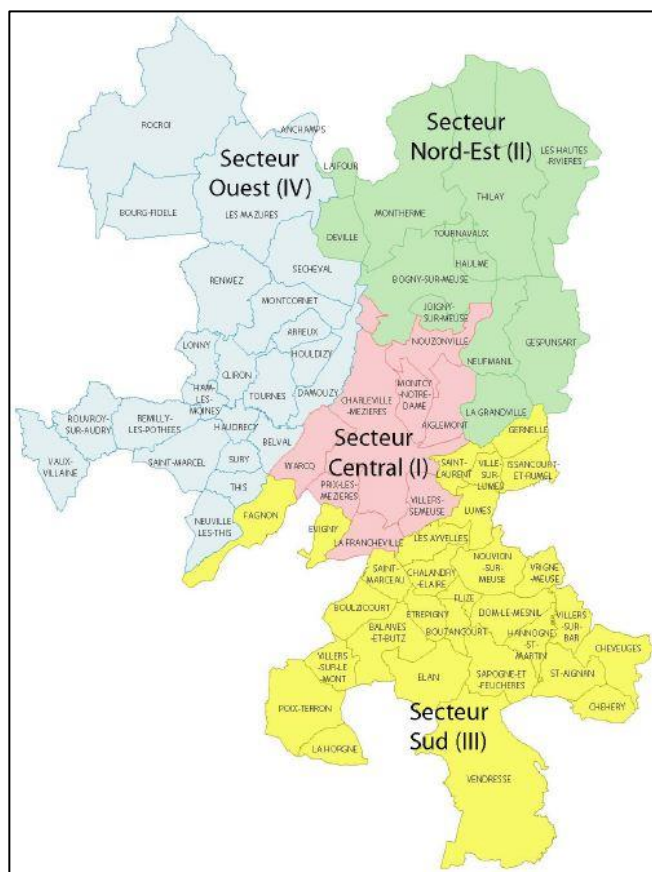 ROCROI
ANCHAMPS
Secteur
Ouest (IV)
BOURG-FIDELE
LES MAZURES
SECHEVAL
RENWEZ
MONTCORNET
ARREUX
LONNY
HOULDIZY
CLIRON
HAM-
LES-
MOINES
TOURNES
DAMOUZY
ROUVROY-
SUR-AUDRY
REMILLY-
LES-POTHEES
HAUDRECY
BELVAL
VAUX-
VILLAINE
SAINT-MARCEL
SURY
THIS
NEUVILLE-
LES-THIS
Secteur
Nord-Est (II)
LES HAUTES
-RIVIERES
LAIFOUR
THILAY
MONTHERME
DEVILLE
TOURNAVAUX
HAULME
BOGNY-SUR-MEUSE
JOIGNY-
SUR-MEUSE
GESPUNSART
NEUFMANIL
LA GRANDVILLE
NOUZONVILLE
MONTCY-
NOTRE-
DAME
CHARLEVILLE
-MEZIERES
AIGLEMONT
Secteur
Central (I)
WARCQ
PRIX-LES-
MEZIERES
VILLERS-
SEMEUSE
LA FRANCHEVILLE
GERNELLE
SAINT-
LAURENT
VILLE-
SUR-
LUMES
ISSANCOURT-
ET-RUMEL
FAGNON
EVIGNY
LUMES
LES AYVELLES
SAINT-
MARCEAU
CHALANDRY
-ELAIRE
NOUVION
-SUR-
MEUSE
VRIGNE
-MEUSE
FLIZE
BOULZICOURT
ETREPIGNY
DOM-LE-MESNIL
VILLERS
-SUR-
BAR
BALAIVES
-ET-BUTZ
BOUTANCOURT
HANNOGNE
-ST-
MARTIN
CHEVEUGES
VILLERS
-SUR-LE
-MONT
ELAN
SAPOGNE-ET
-FEUCHERES
ST-AIGNAN
CHEHERY
POIX-TERRON
LA HORGNE
Secteur
Sud (III)
VENDRESSE